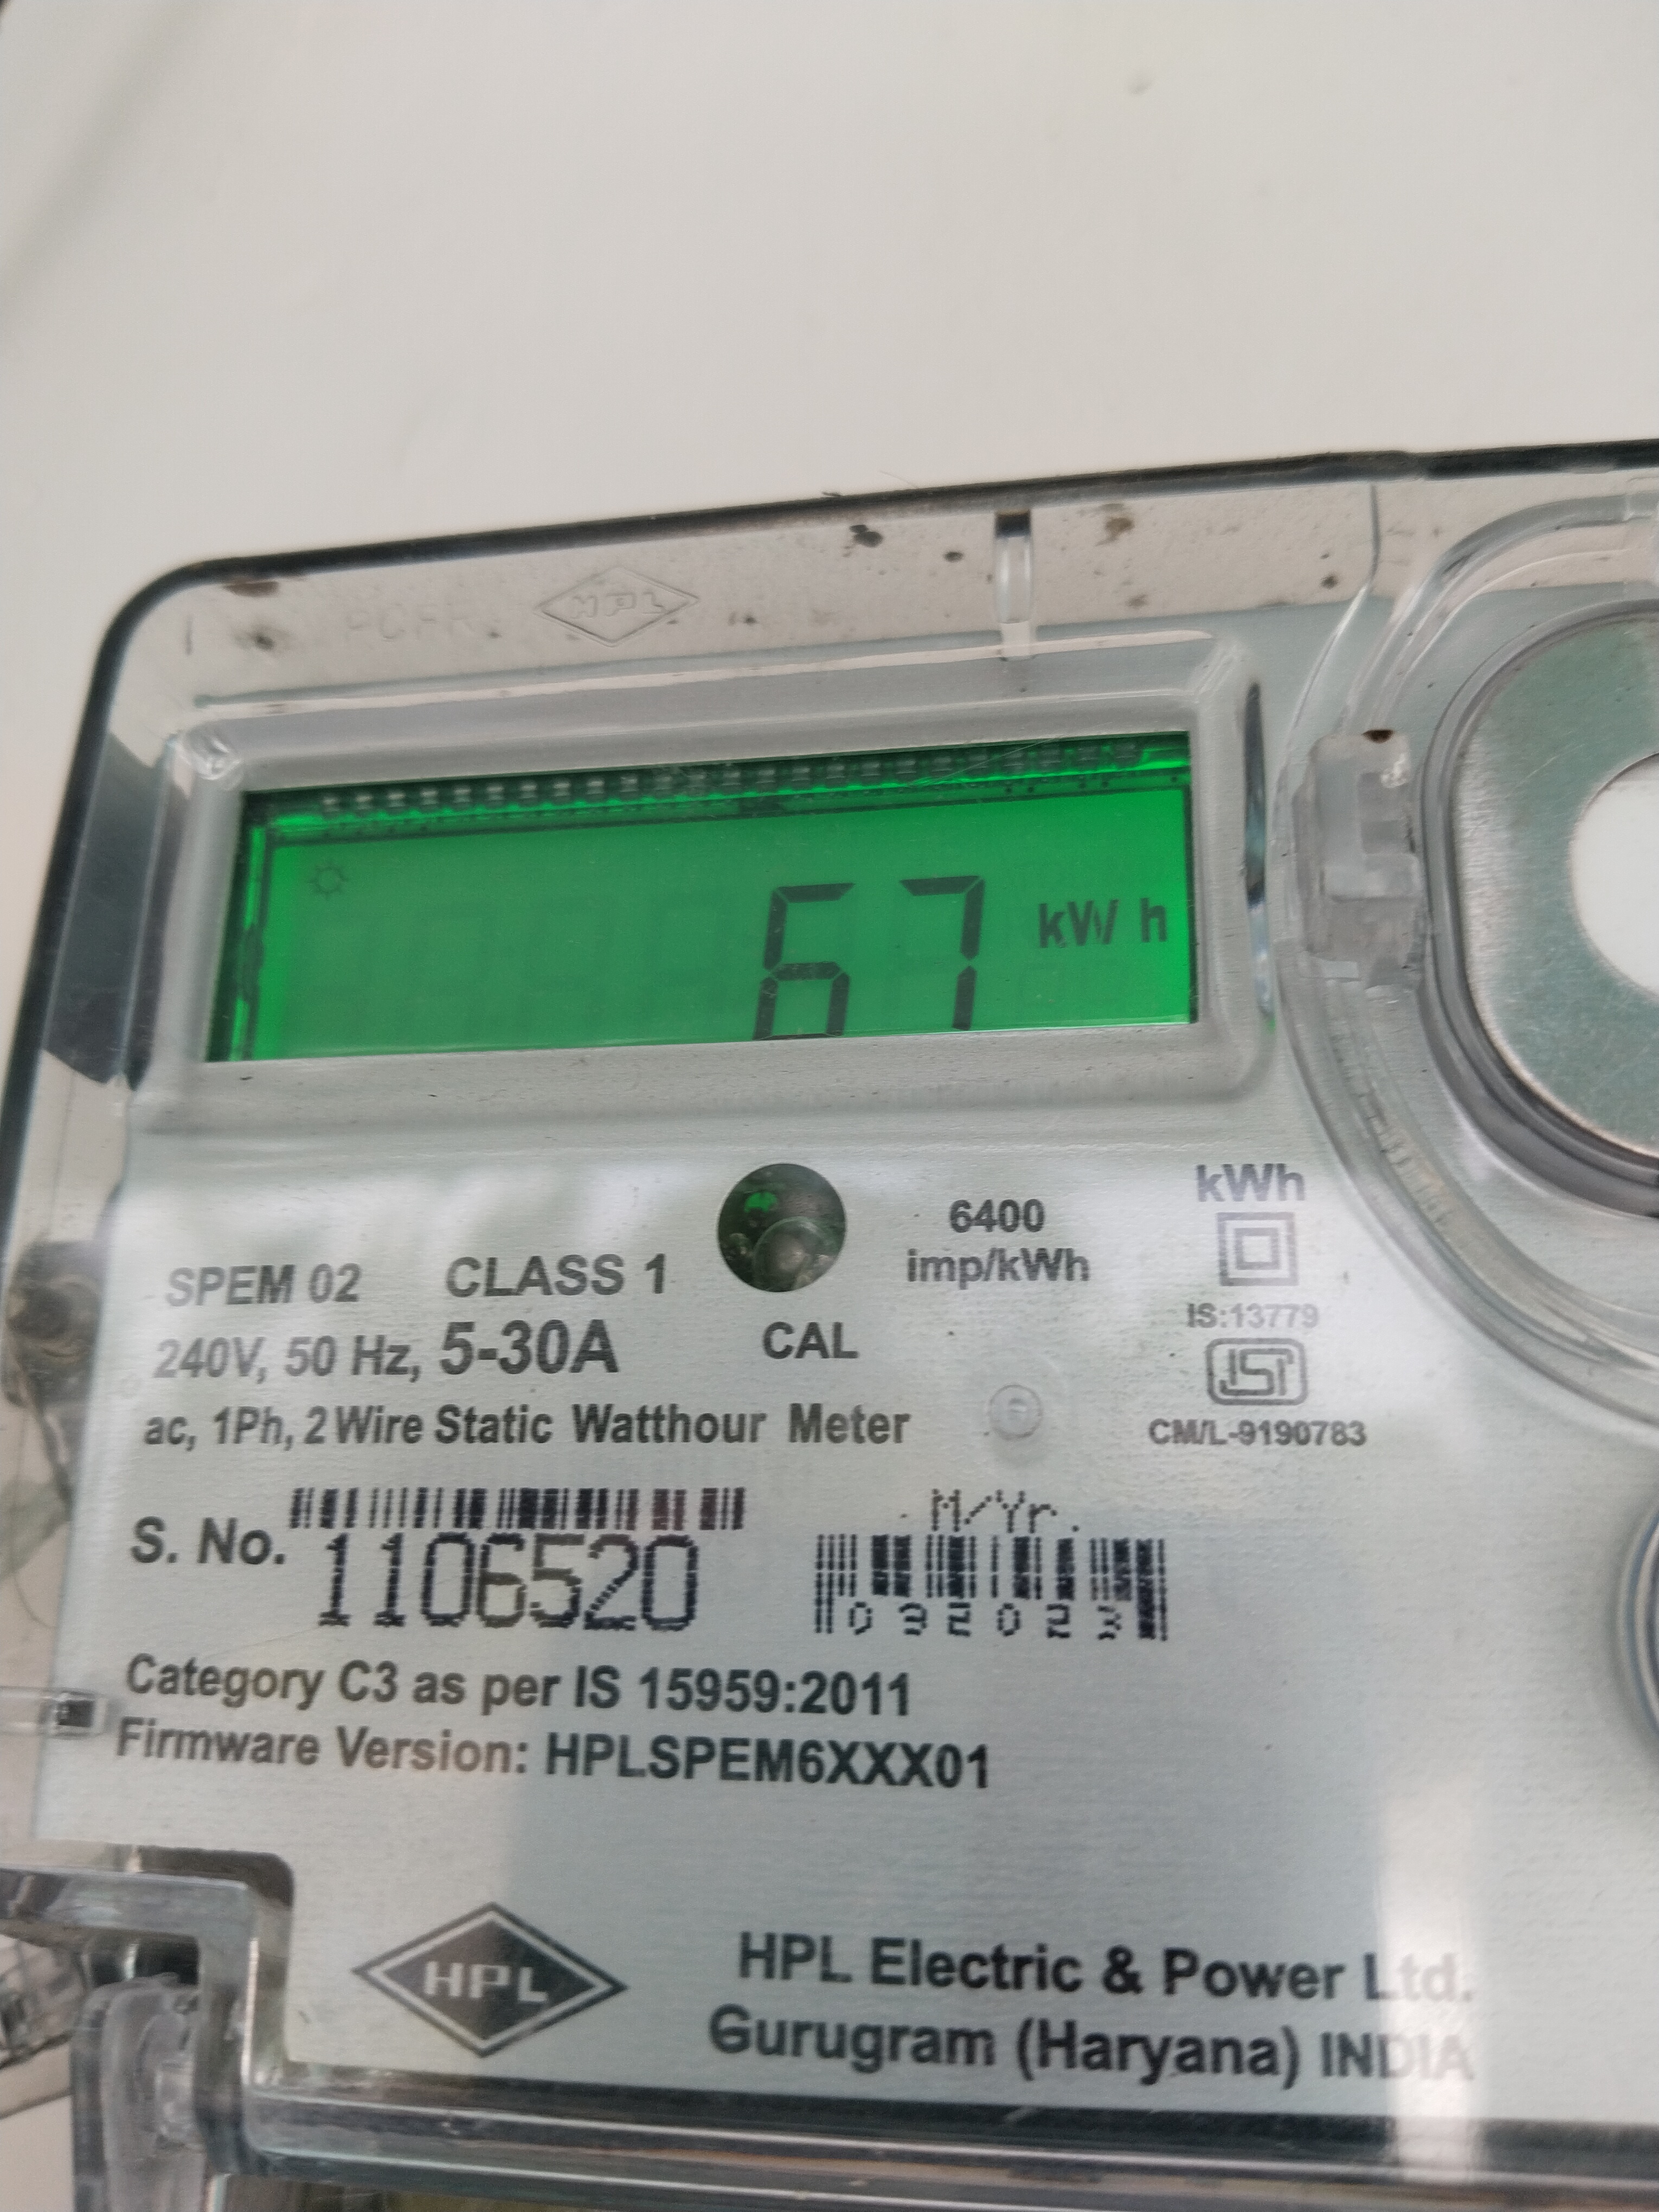 HPL
67 kW h
6400
imp/kWh
kWh
SPEM 02 CLASS 1
240V, 50 Hz, 5-30A
CAL
IS:13779
ISI
CM/L-9190783
ac, 1Ph, 2 Wire Static Watthour Meter
M/Yr.
S. No. 1106520
032023
Category C3 as per IS 15959:2011
Firmware Version: HPLSPEM6XXX01
HPL
HPL Electric & Power Ltd.
Gurugram (Haryana) INDIA